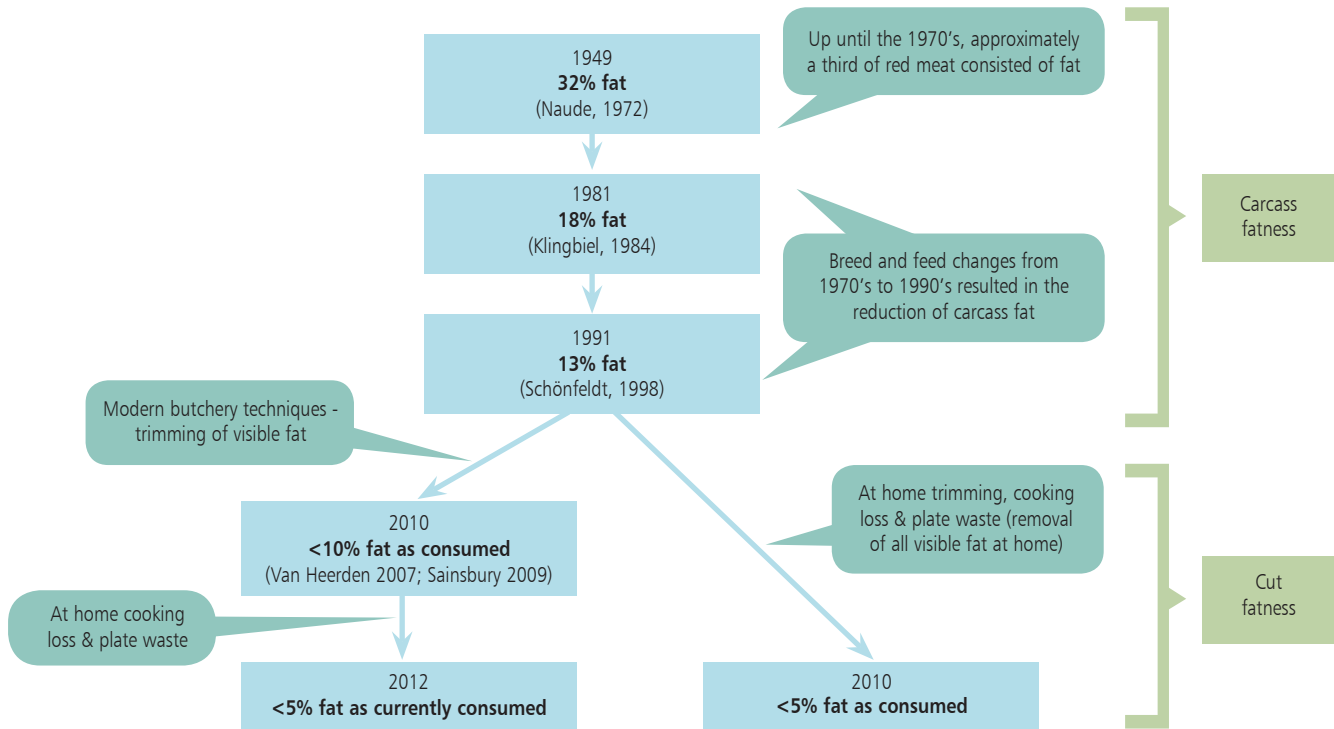 1949
32% fat
(Naude, 1972)
Up until the 1970's, approximately
a third of red meat consisted of fat
1981
18% fat
(Klingbiel, 1984)
Carcass
fatness
Breed and feed changes from
1970's to 1990's resulted in the
reduction of carcass fat
1991
13% fat
(Schönfeldt, 1998)
Modern butchery techniques -
trimming of visible fat
At home trimming, cooking
loss & plate waste (removal
of all visible fat at home)
2010
<10% fat as consumed
(Van Heerden 2007; Sainsbury 2009)
Cut
fatness
At home cooking
loss & plate waste
2012
<5% fat as currently consumed
2010
<5% fat as consumed